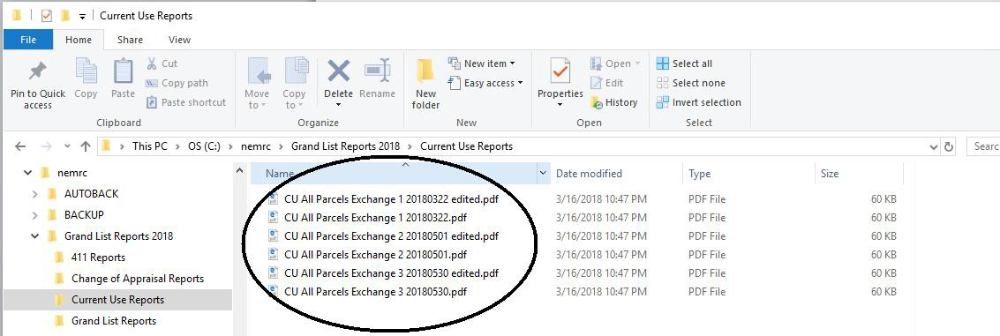 Current Use Reports
File Home Share View
Pin to Quick access
Copy
Paste
Cut
Copy path
Paste shortcut
Clipboard
Move to
Copy to
Delete
Rename
Organize
New folder
New item
Easy access
New
Properties
Open
Edit
History
Open
Select all
Select none
Invert selection
Select
This PC OS (C:) nemrc Grand List Reports 2018 Current Use Reports
Searc
nemrc
AUTOBACK
BACKUP
Grand List Reports 2018
411 Reports
Change of Appraisal Reports
Current Use Reports
Grand List Reports
Name Date modified Type Size
CU All Parcels Exchange 1 20180322 edited.pdf 3/16/2018 10:47 PM PDF File 60 KB
CU All Parcels Exchange 1 20180322.pdf 3/16/2018 10:47 PM PDF File 60 KB
CU All Parcels Exchange 2 20180501 edited.pdf 3/16/2018 10:47 PM PDF File 60 KB
CU All Parcels Exchange 2 20180501.pdf 3/16/2018 10:47 PM PDF File 60 KB
CU All Parcels Exchange 3 20180530 edited.pdf 3/16/2018 10:47 PM PDF File 60 KB
CU All Parcels Exchange 3 20180530.pdf 3/16/2018 10:47 PM PDF File 60 KB